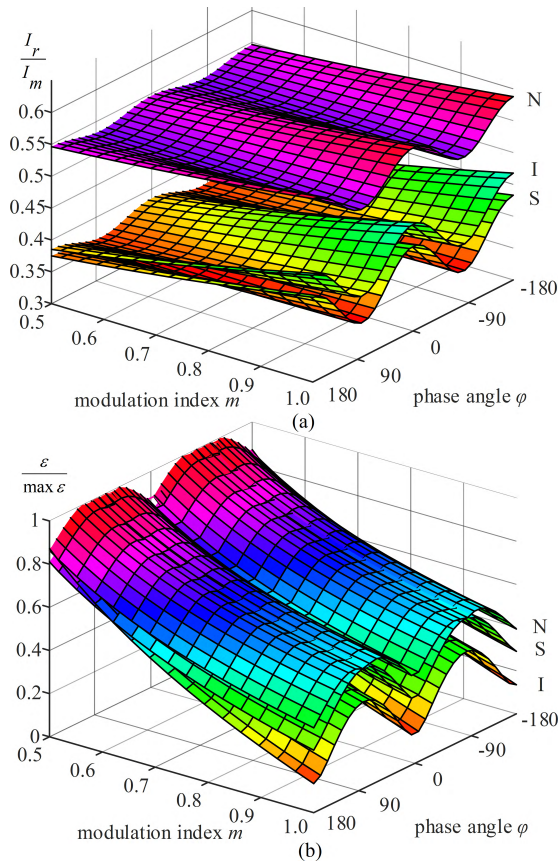 I_r
I_m
0.6
0.55
0.5
0.45
0.4
0.35
0.3
N
I
S
0.5
0.6
0.7
0.8
0.9
1.0
180
90
0
-90
-180
modulation index m
phase angle φ
(a)
ε
max ε
1
0.8
0.6
0.4
0.2
0
N
S
I
0.5
0.6
0.7
0.8
0.9
1.0
180
90
0
-90
-180
modulation index m
phase angle φ
(b)